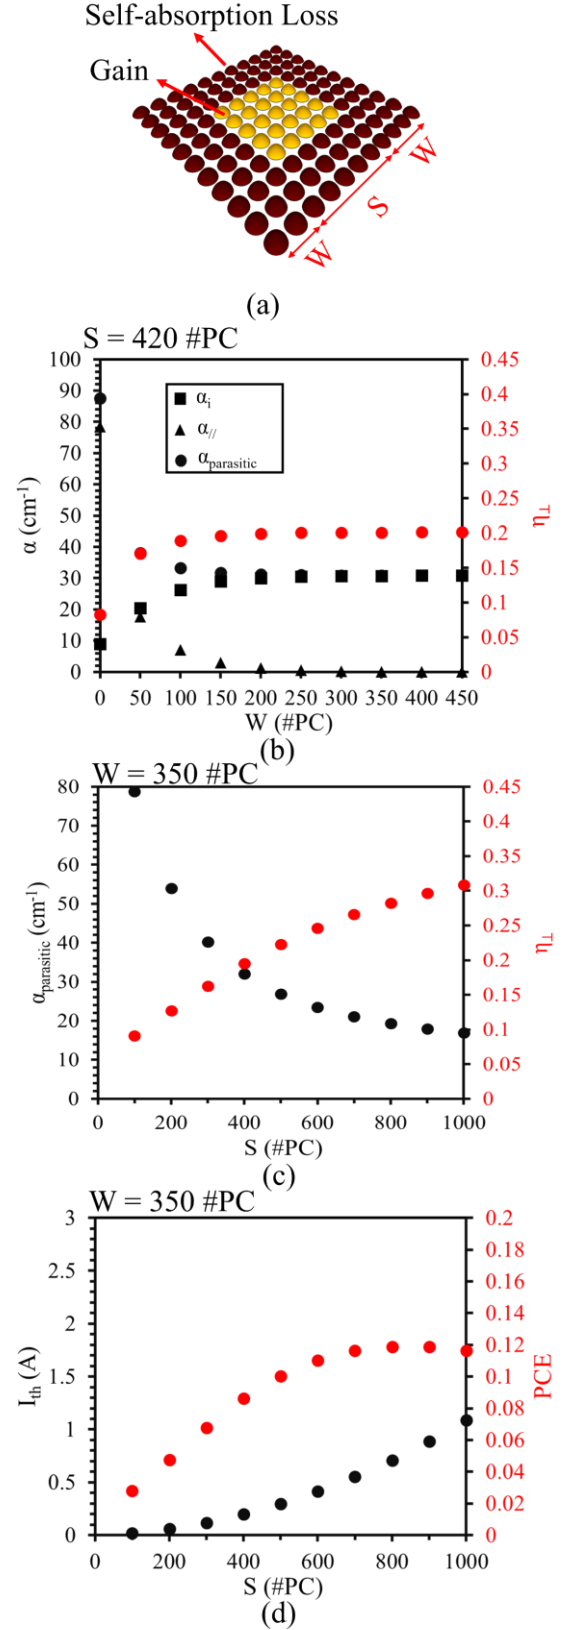 Self-absorption Loss
Gain
W
S
W
(a)
S = 420 #PC
100
90
80
70
60
50
40
30
20
10
0
α (cm-1)
αi
α//
αparasitic
0.45
0.4
0.35
0.3
0.25
0.2
0.15
0.1
0.05
0
η⊥
0 50 100 150 200 250 300 350 400 450
W (#PC)
(b)
W = 350 #PC
80
70
60
50
40
30
20
10
0
αparasitic (cm-1)
0.45
0.4
0.35
0.3
0.25
0.2
0.15
0.1
0.05
0
η⊥
0 200 400 600 800 1000
S (#PC)
(c)
W = 350 #PC
3
2.5
2
1.5
1
0.5
0
Ith (A)
0.2
0.18
0.16
0.14
0.12
0.1
0.08
0.06
0.04
0.02
0
PCE
0 200 400 600 800 1000
S (#PC)
(d)